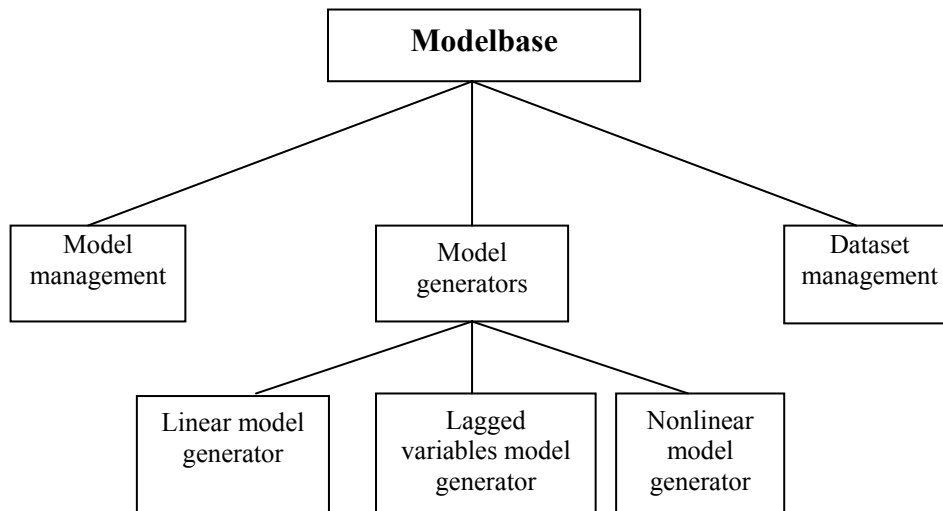 Modelbase
Model
management
Model
generators
Dataset
management
Linear model
generator
Lagged
variables model
generator
Nonlinear
model
generator